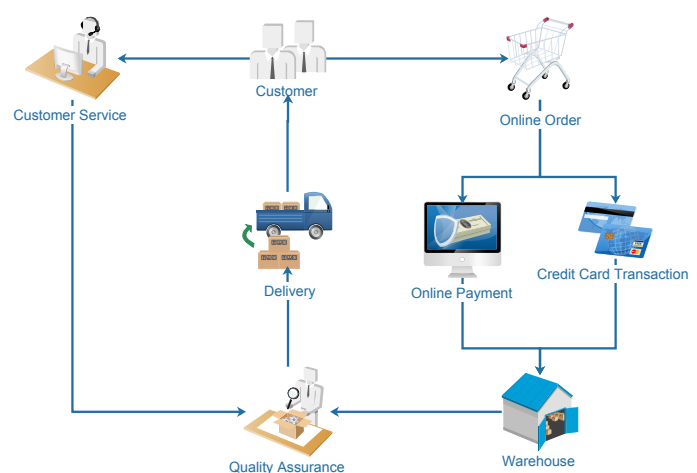 Customer
Customer Service
Online Order
Delivery
Online Payment
Credit Card Transaction
Quality Assurance
Warehouse